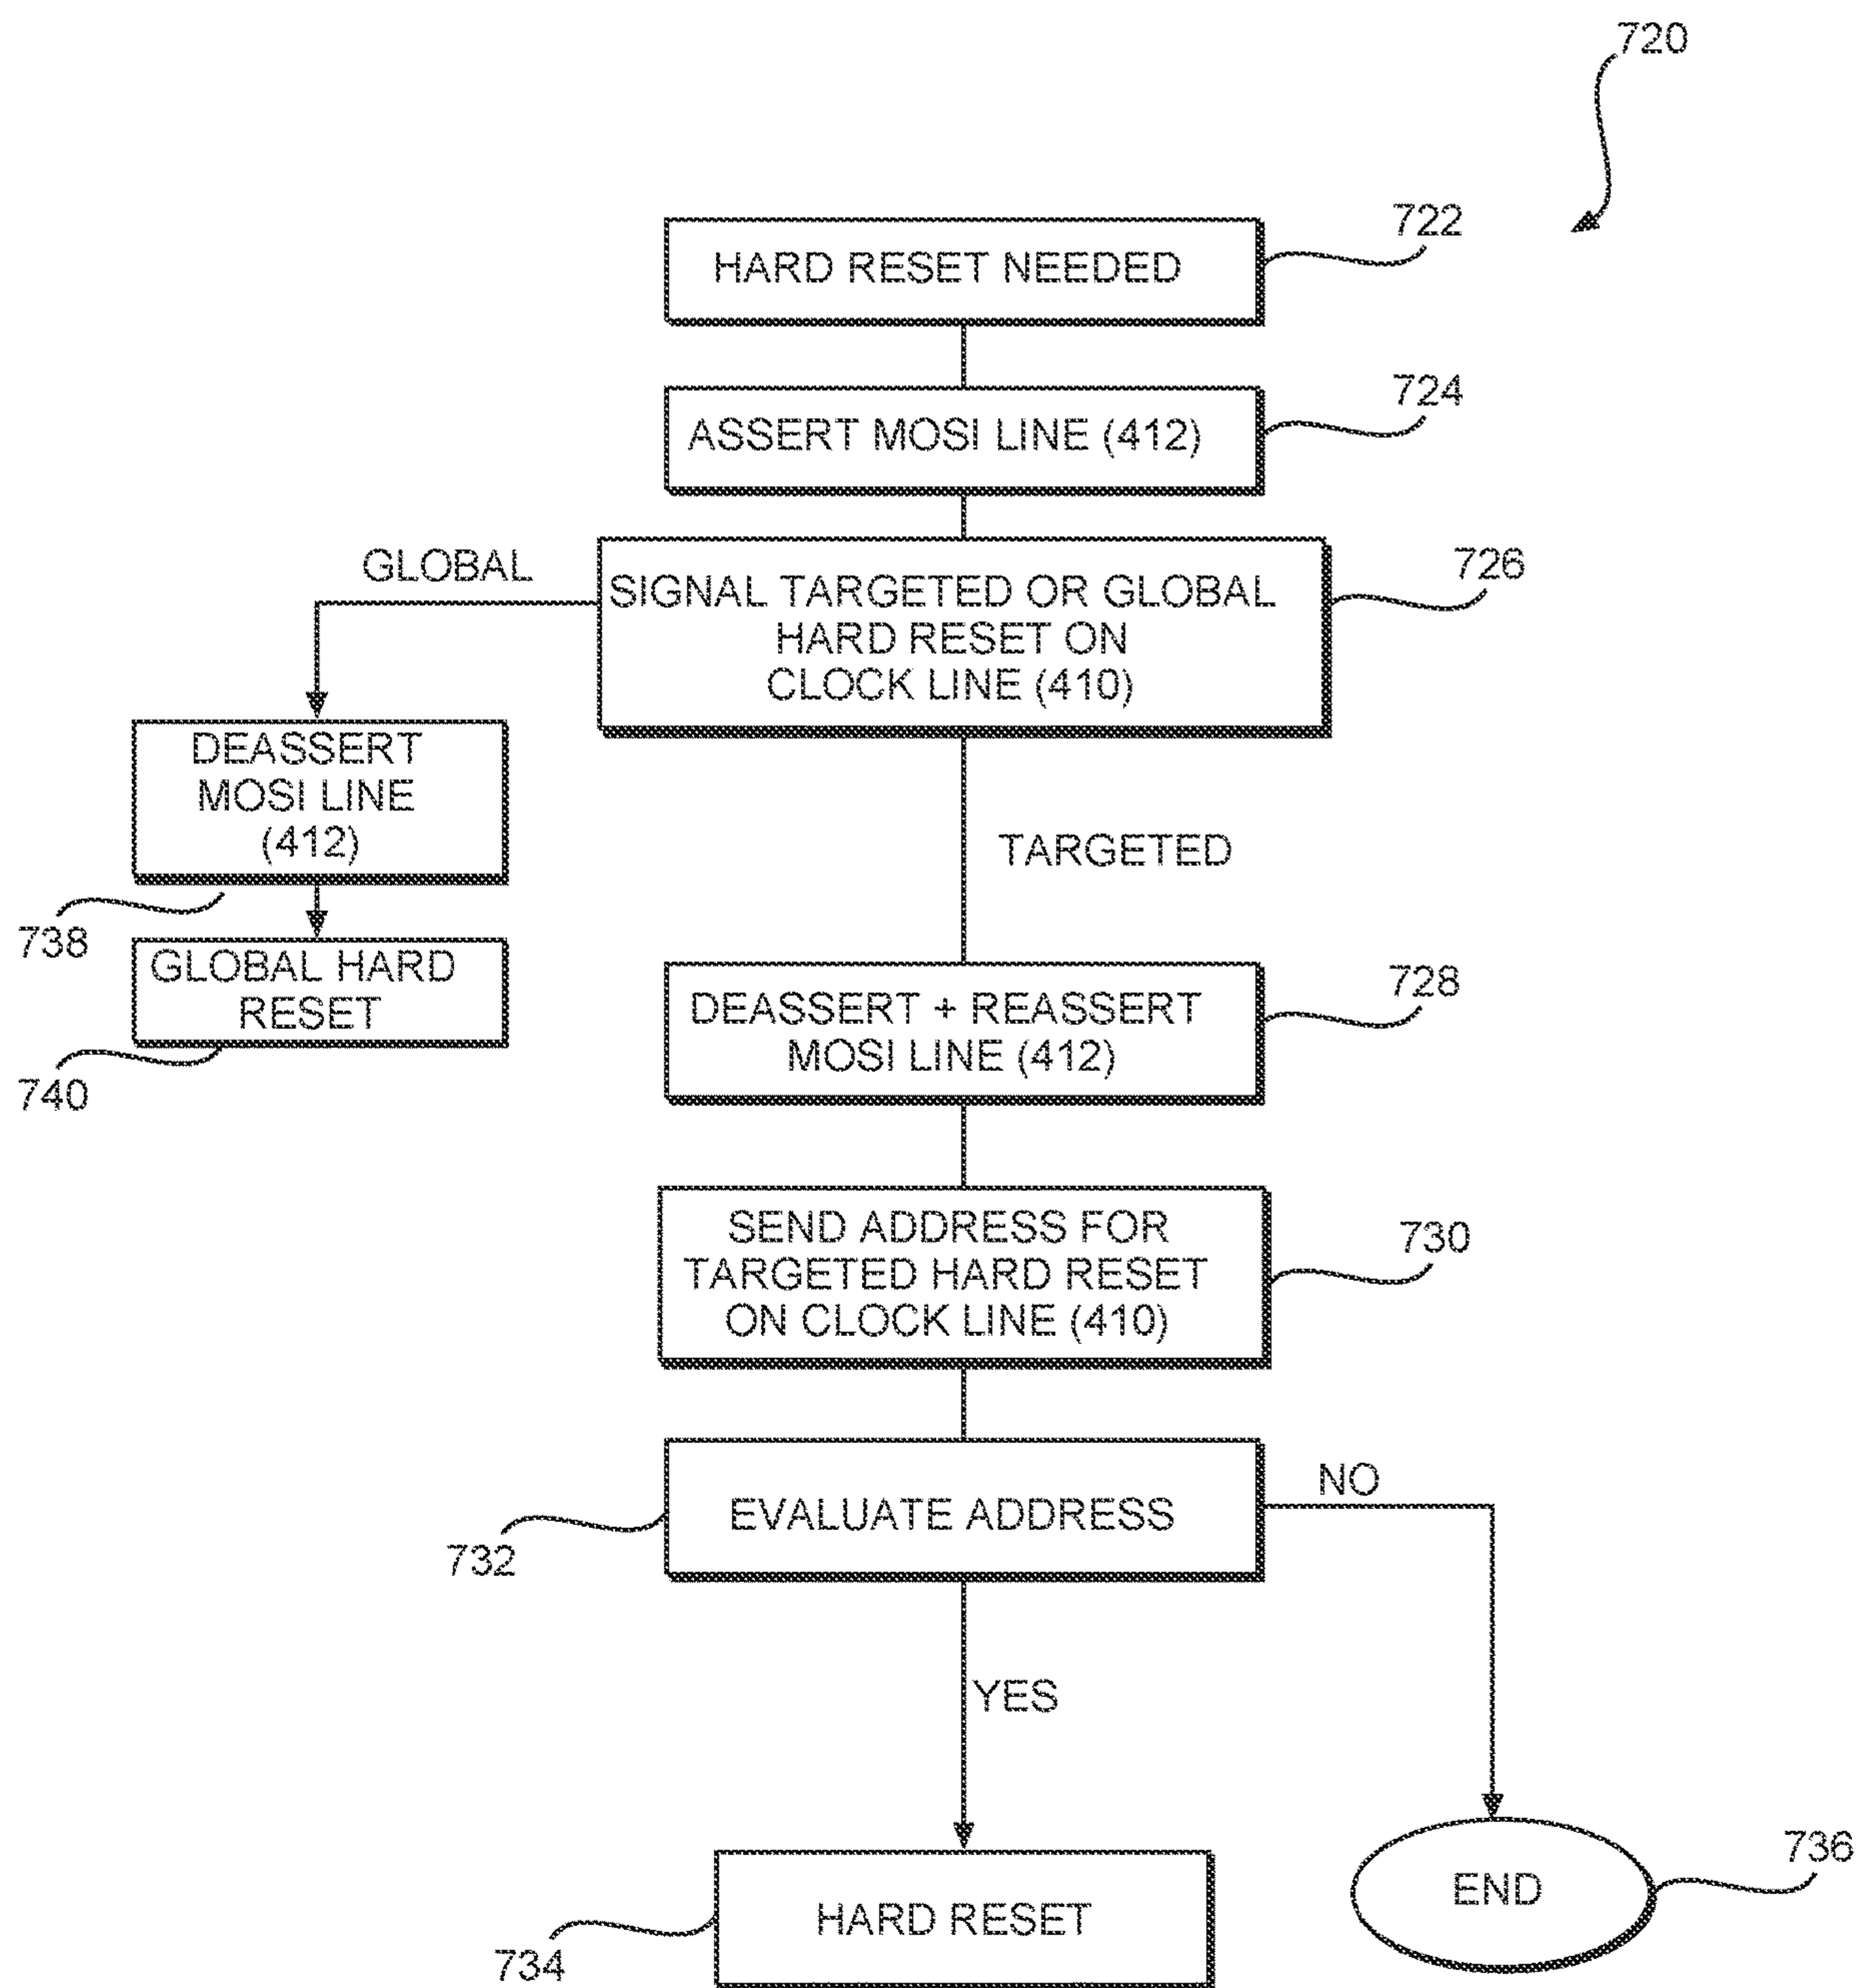 720
722
HARD RESET NEEDED
724
ASSERT MOSI LINE (412)
GLOBAL
726
SIGNAL TARGETED OR GLOBAL
HARD RESET ON
CLOCK LINE (410)
DEASSERT
MOSI LINE
(412)
TARGETED
738
GLOBAL HARD
RESET
740
728
DEASSERT + REASSERT
MOSI LINE (412)
730
SEND ADDRESS FOR
TARGETED HARD RESET
ON CLOCK LINE (410)
NO
EVALUATE ADDRESS
732
YES
736
END
HARD RESET
734